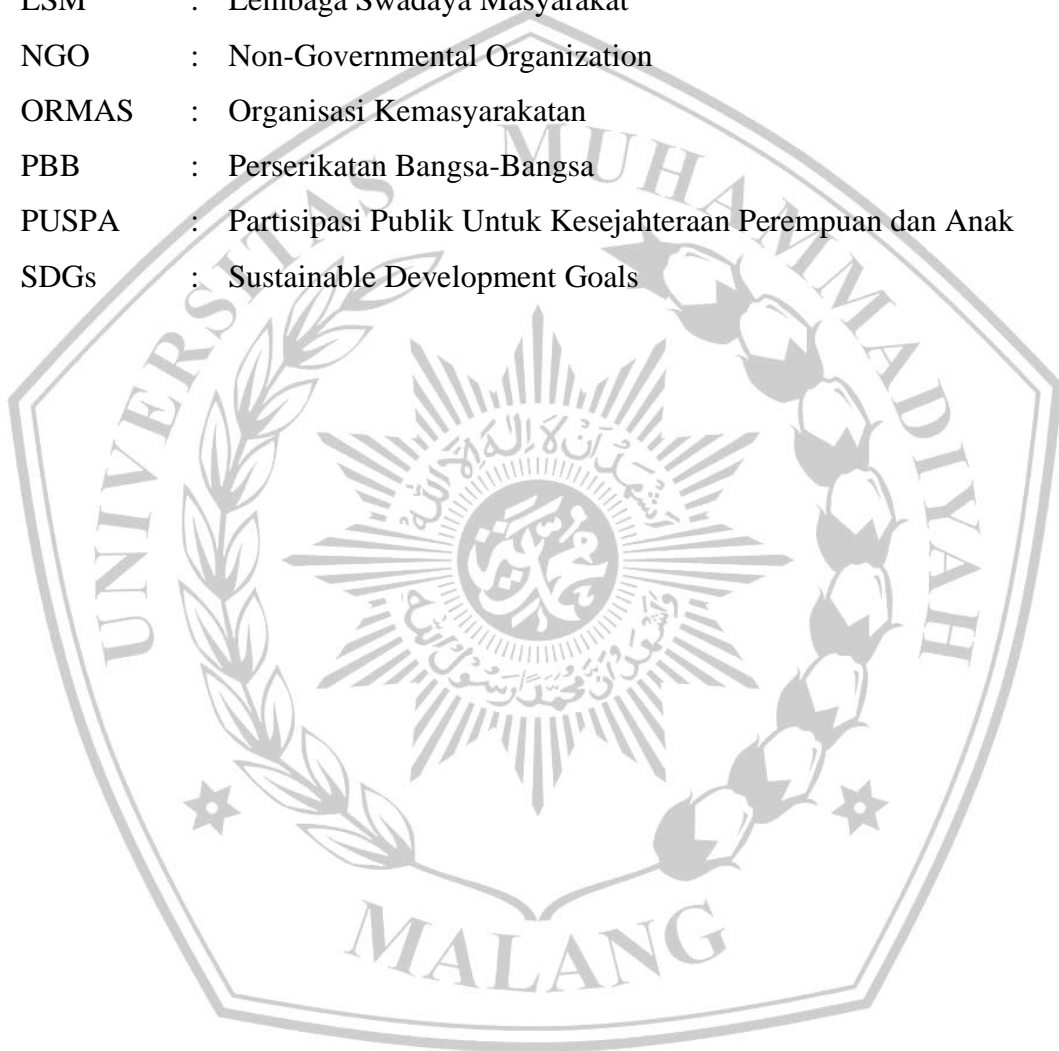 LSM : Lembaga Swadaya Masyarakat
NGO : Non-Governmental Organization
ORMAS : Organisasi Kemasyarakatan
PBB : Perserikatan Bangsa-Bangsa
PUSPA : Partisipasi Publik Untuk Kesejahteraan Perempuan dan Anak
SDGs : Sustainable Development Goals
UNIVERSITAS MUHAMMADIYAH
MALANG